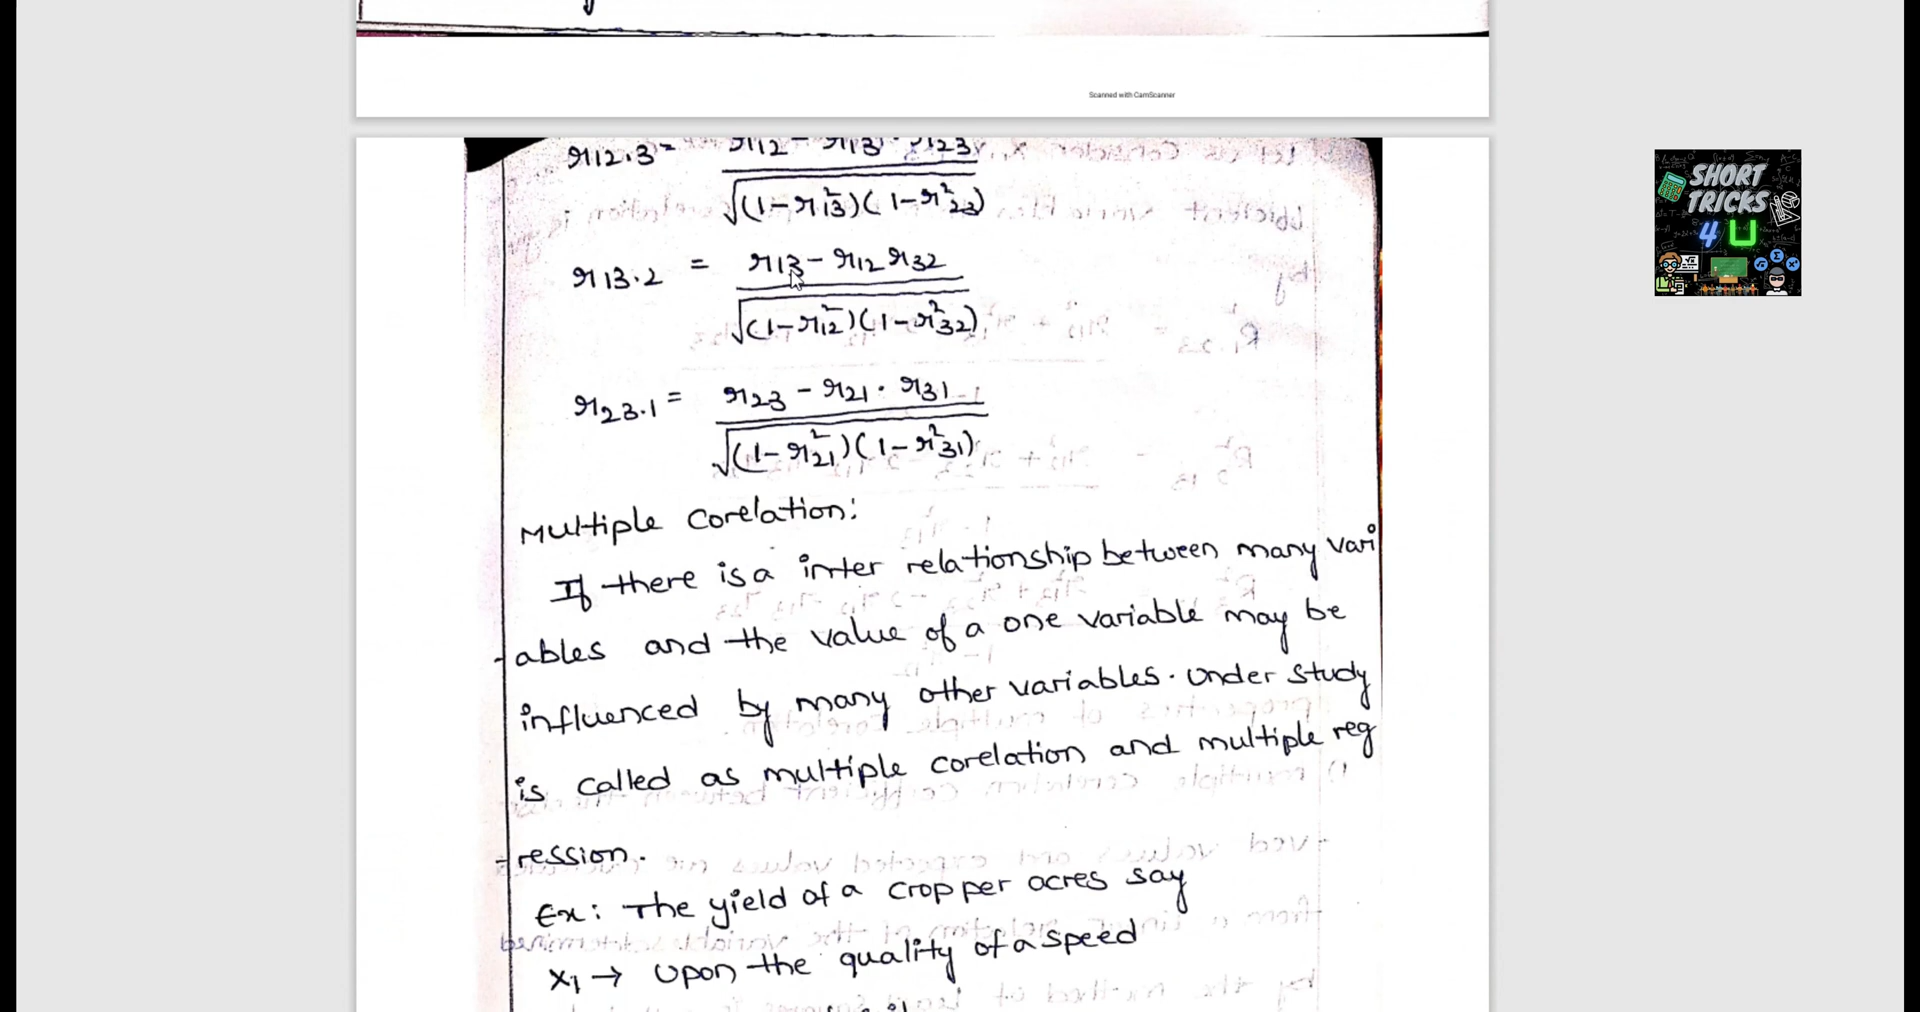 Scanned with CamScanner
r12.3 = r12 - r13 . r23
√(1-r²13)(1-r²23)
r13.2 = r13 - r12 r32
√(1-r²12)(1-r²32)
r23.1 = r23 - r21 . r31
√(1-r²21)(1-r²31)
Multiple Corelation:
If there is a inter relationship between many vari
-ables and the value of a one variable may be
influenced by many other variables. Under study
is called as multiple corelation and multiple reg
-ression.
Ex: The yield of a crop per acres say
x1 → Upon the quality of a speed
SHORT
TRICKS
4 U